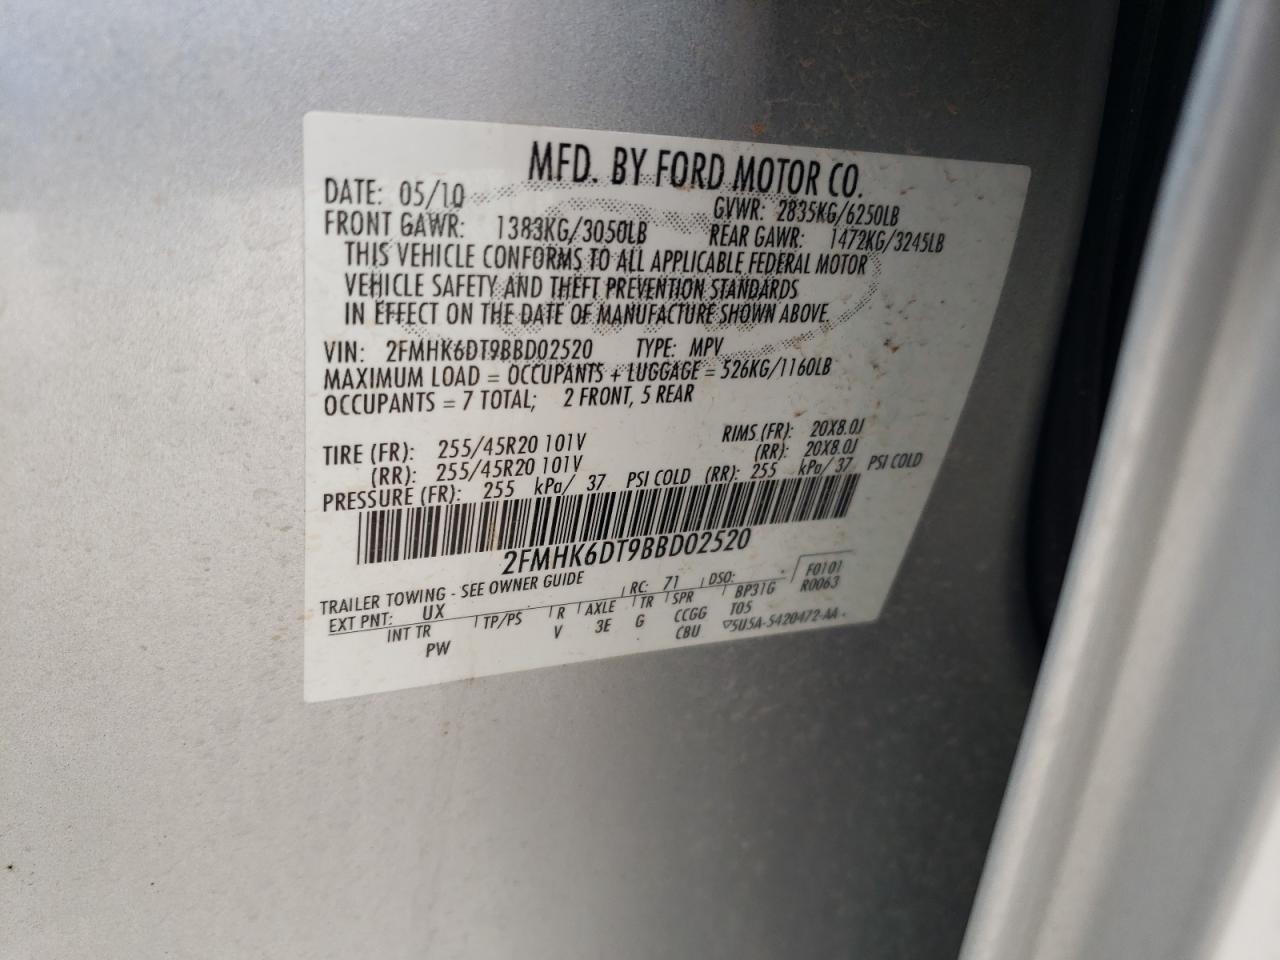 MFD. BY FORD MOTOR CO.
DATE: 05/10 GVWR: 2835KG/6250LB
FRONT GAWR: 1383KG/3050LB REAR GAWR: 1472KG/3245LB
THIS VEHICLE CONFORMS TO ALL APPLICABLE FEDERAL MOTOR
VEHICLE SAFETY AND THEFT PREVENTION STANDARDS
IN EFFECT ON THE DATE OF MANUFACTURE SHOWN ABOVE.
VIN: 2FMHK6DT9BBD02520 TYPE: MPV
MAXIMUM LOAD = OCCUPANTS + LUGGAGE = 526KG/1160LB
OCCUPANTS = 7 TOTAL; 2 FRONT, 5 REAR
TIRE (FR): 255/45R20 101V RIMS (FR): 20X8.0J
(RR): 255/45R20 101V (RR): 20X8.0J
PRESSURE (FR): 255 kPa/ 37 PSI COLD (RR): 255 kPa/ 37 PSI COLD
2FMHK6DT9BBD02520
TRAILER TOWING - SEE OWNER GUIDE F0101
EXT PNT: UX RC: 71 DSO: BP31G R0063
INT TR TP/PS R AXLE TR SPR T05
PW V 3E G CCGG
CBU ▽5U5A-5420472-AA